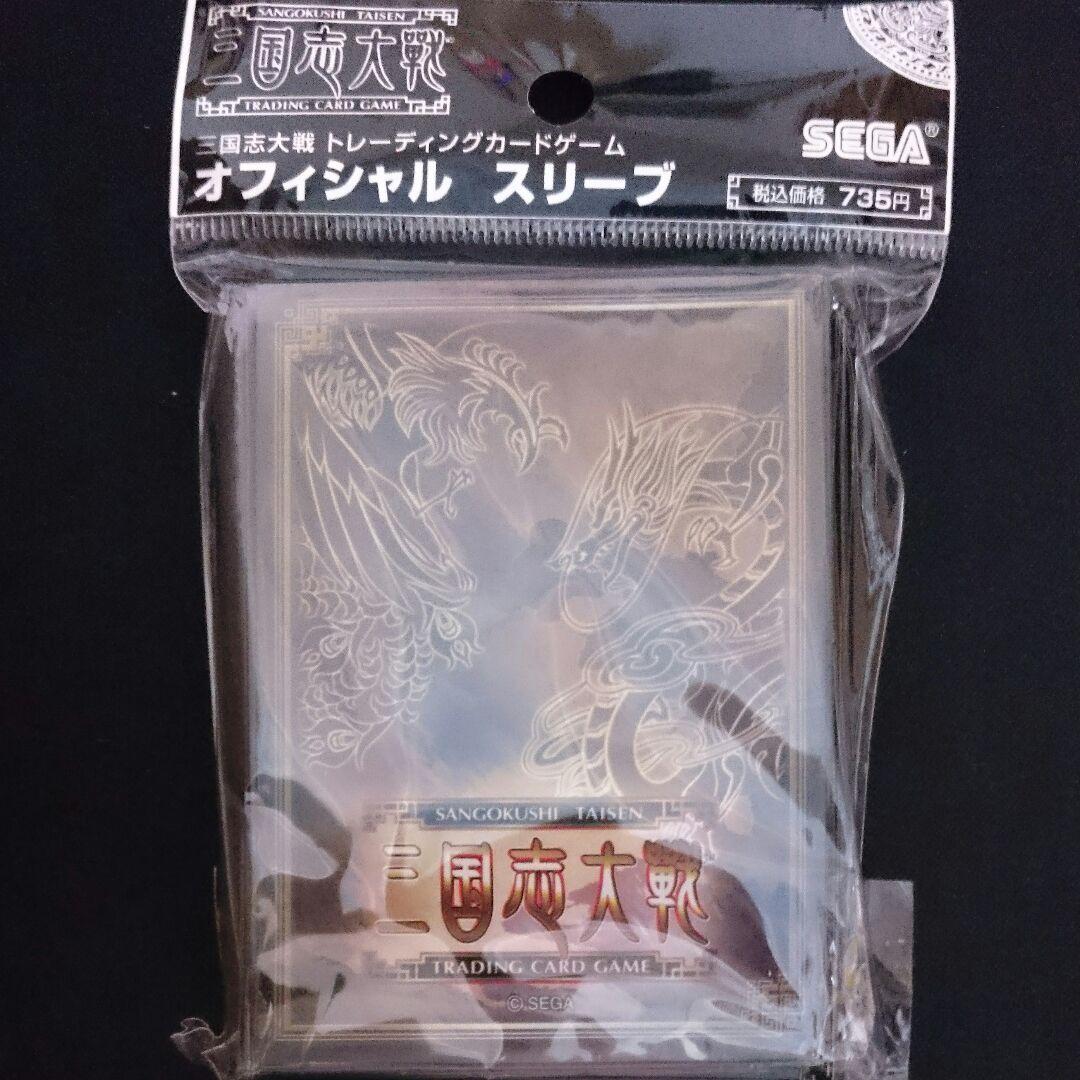 SANGOKUSHI TAISEN
三国志大戦
TRADING CARD GAME
三国志大戦 トレーディングカードゲーム
オフィシャル スリーブ
SEGA®
税込価格 735円
SANGOKUSHI TAISEN
三国志大戦
TRADING CARD GAME
©SEGA